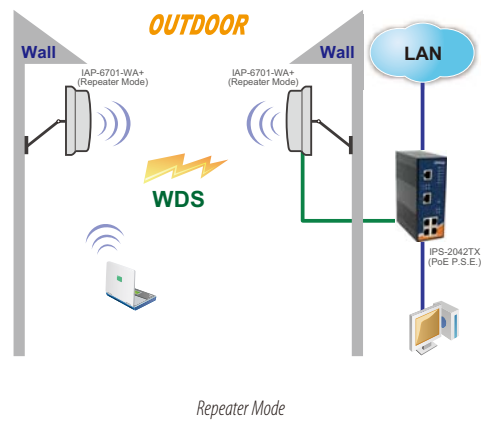 OUTDOOR
Wall
Wall
LAN
IAP-6701-WA+
(Repeater Mode)
IAP-6701-WA+
(Repeater Mode)
WDS
IPS-2042TX
(PoE P.S.E.)
Repeater Mode